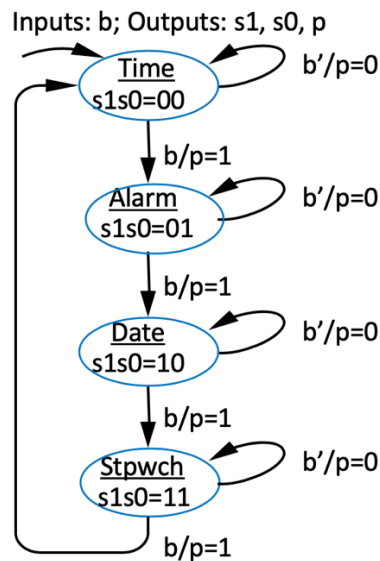 Inputs: b; Outputs: s1, s0, p
Time
s1s0=00
b'/p=0
b/p=1
Alarm
s1s0=01
b'/p=0
b/p=1
Date
s1s0=10
b'/p=0
b/p=1
Stpwch
s1s0=11
b'/p=0
b/p=1